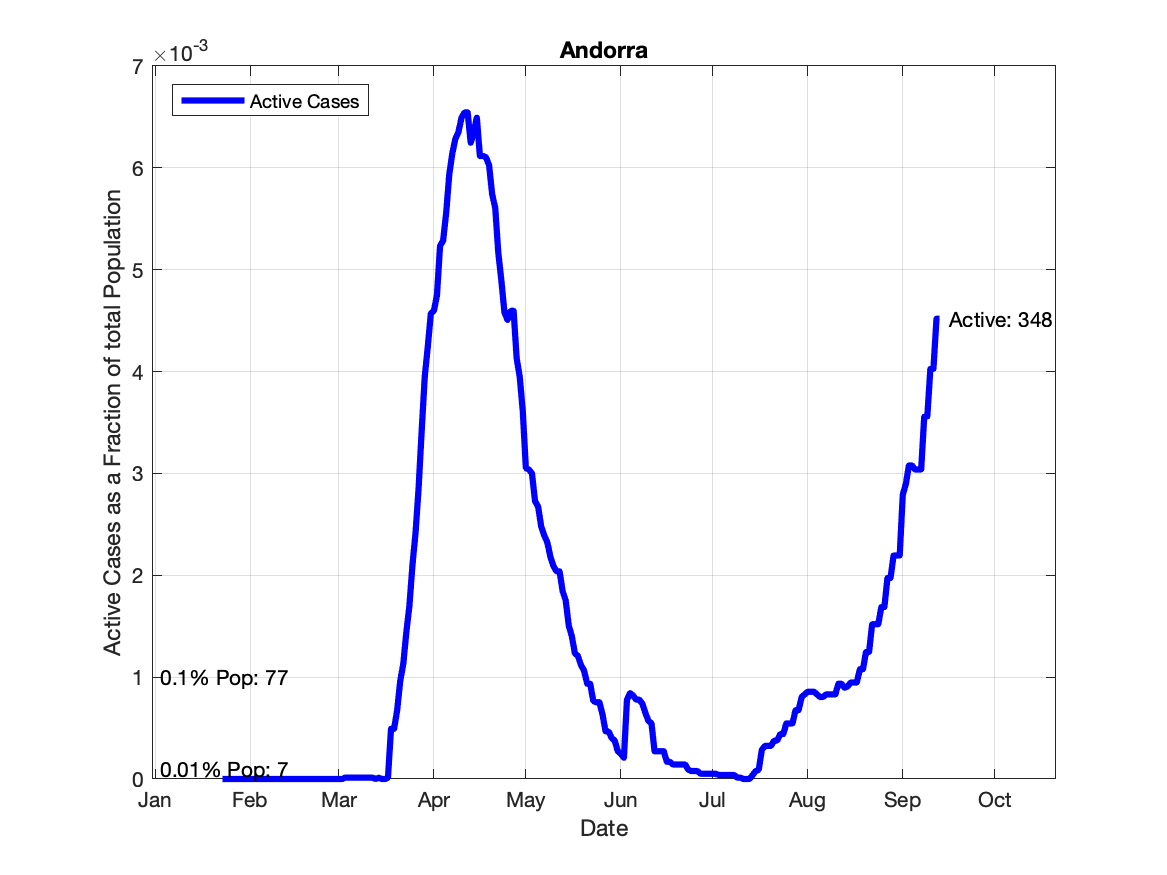 Andorra
×10-3
Active Cases
7
6
5
4
3
2
1
0
Active Cases as a Fraction of total Population
Active: 348
0.1% Pop: 77
0.01% Pop: 7
Jan Feb Mar Apr May Jun Jul Aug Sep Oct
Date